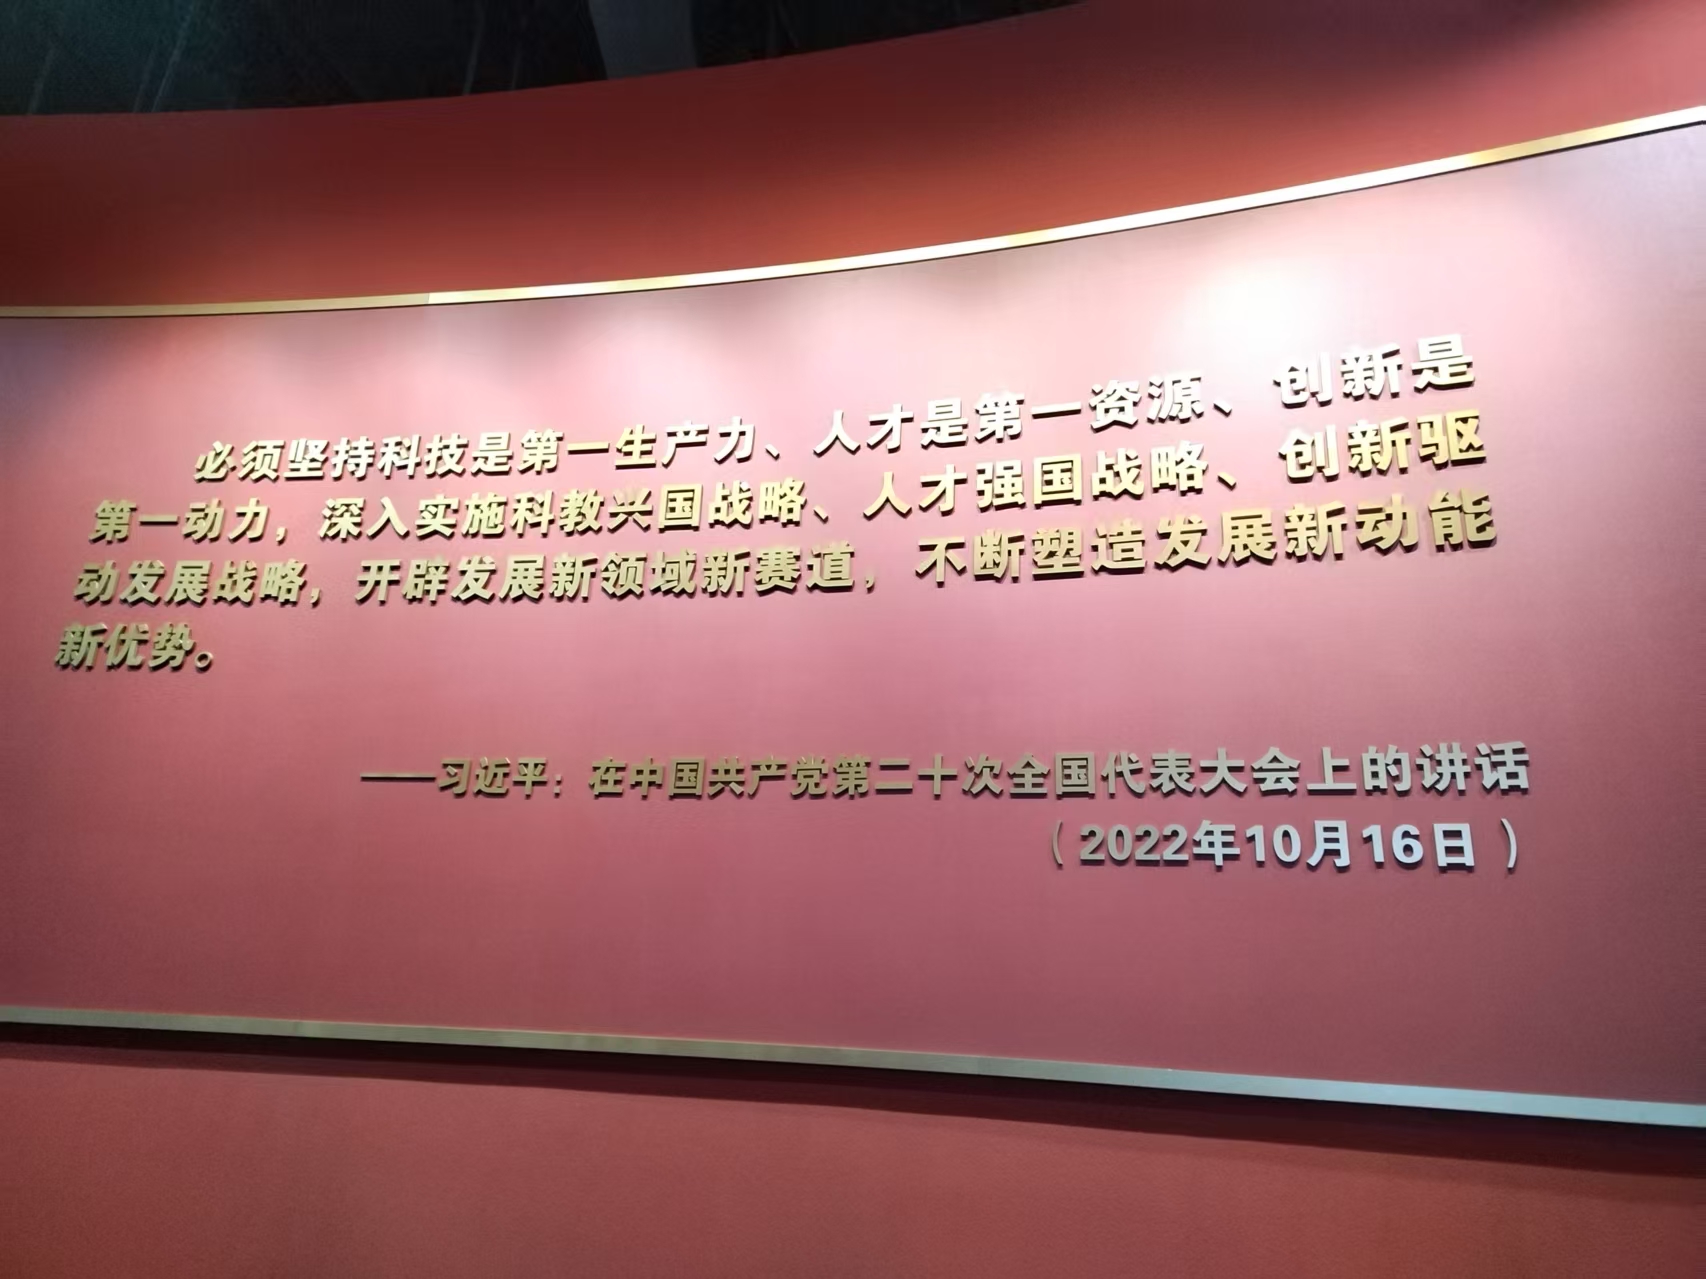 必须坚持科技是第一生产力、人才是第一资源、创新是
第一动力，深入实施科教兴国战略、人才强国战略、创新驱
动发展战略，开辟发展新领域新赛道，不断塑造发展新动能
新优势。
——习近平：在中国共产党第二十次全国代表大会上的讲话
（2022年10月16日）